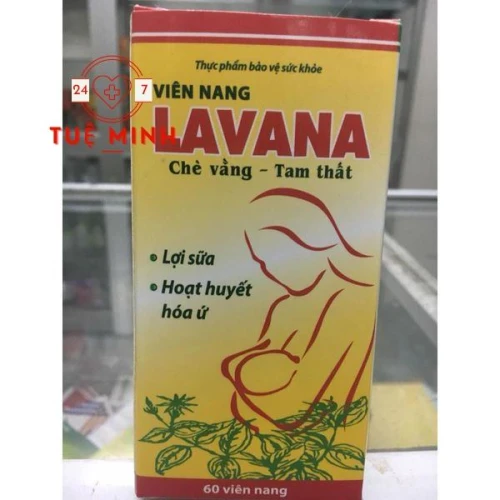 Thực phẩm bảo vệ sức khỏe
VIÊN NANG
LAVANA
Chè vằng - Tam thất
24 7
TUỆ MINH
• Lợi sữa
• Hoạt huyết
hóa ứ
60 viên nang